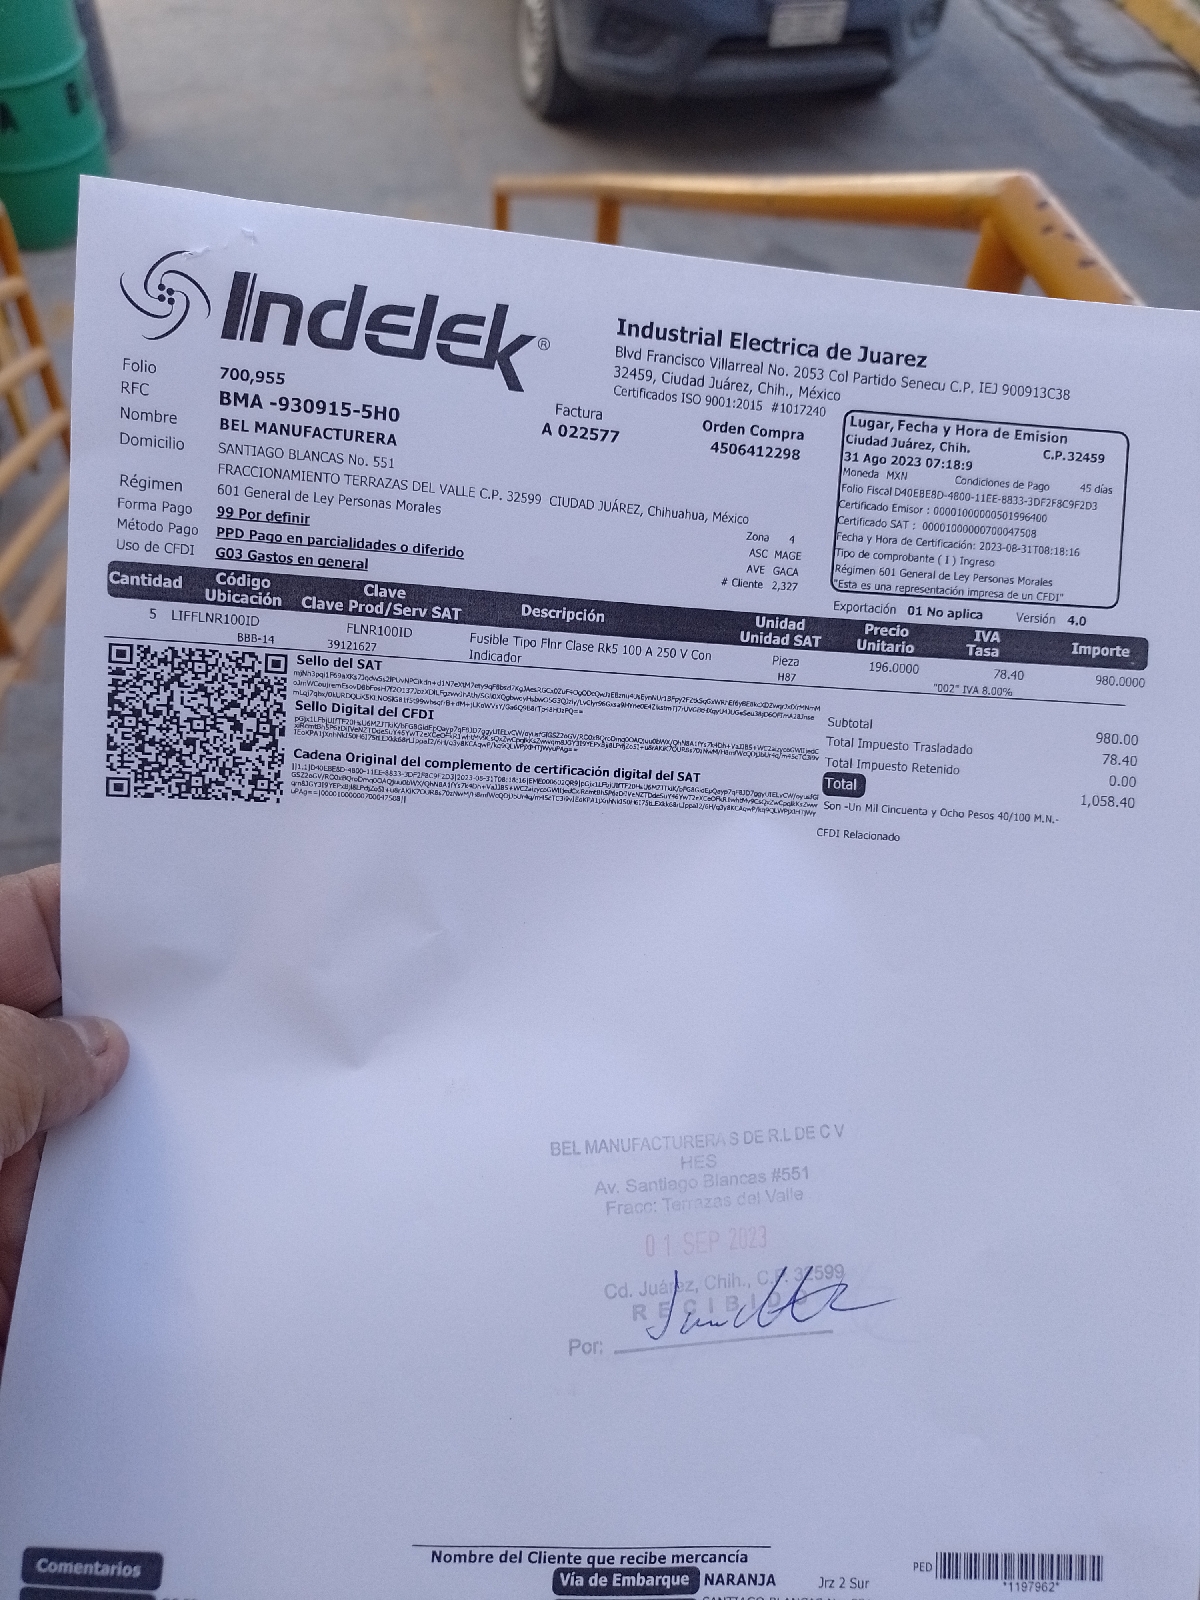 Indelek®
Industrial Electrica de Juarez
Blvd Francisco Villarreal No. 2053 Col Partido Senecu C.P. IEJ 900913C38
32459, Ciudad Juárez, Chih., México
Certificados ISO 9001:2015 #1017240
Folio 700,955
RFC BMA -930915-5H0
Nombre BEL MANUFACTURERA
Domicilio SANTIAGO BLANCAS No. 551
FRACCIONAMIENTO TERRAZAS DEL VALLE C.P. 32599 CIUDAD JUÁREZ, Chihuahua, México
Régimen 601 General de Ley Personas Morales
Forma Pago 99 Por definir
Método Pago PPD Pago en parcialidades o diferido
Uso de CFDI G03 Gastos en general
Factura
A 022577
Orden Compra
4506412298
Zona 4
ASC MAGE
AVE GACA
# Cliente 2,327
Lugar, Fecha y Hora de Emision
Ciudad Juárez, Chih. C.P.32459
31 Ago 2023 07:18:9
Moneda MXN Condiciones de Pago 45 días
Folio Fiscal D40EBE8D-4800-11EE-8833-3DF2F8C9F2D3
Certificado Emisor : 00001000000501996400
Certificado SAT : 00001000000700047508
Fecha y Hora de Certificación: 2023-08-31T08:18:16
Tipo de comprobante ( I ) Ingreso
Régimen 601 General de Ley Personas Morales
"Esta es una representación impresa de un CFDI"
Exportación 01 No aplica Versión 4.0
Cantidad Código Ubicación Clave Clave Prod/Serv SAT Descripción Unidad Unidad SAT Precio Unitario IVA Tasa Importe
5 LIFFLNR100ID FLNR100ID Fusible Tipo Flnr Clase Rk5 100 A 250 V Con Indicador Pieza 196.0000 78.40 980.0000
BBB-14 39121627 H87 "002" IVA 8.00%
Sello del SAT
Sello Digital del CFDI
Cadena Original del complemento de certificación digital del SAT
Subtotal 980.00
Total Impuesto Trasladado 78.40
Total Impuesto Retenido 0.00
Total 1,058.40
Son -Un Mil Cincuenta y Ocho Pesos 40/100 M.N.-
CFDI Relacionado
BEL MANUFACTURERA S DE R.L DE C V
HES
Av. Santiago Blancas #551
Fracc: Terrazas del Valle
01 SEP 2023
Cd. Juárez, Chih., C.P. 32599
RECIBIDO
Por:
Nombre del Cliente que recibe mercancía
Comentarios
Vía de Embarque NARANJA Jrz 2 Sur
PED
*1197962*